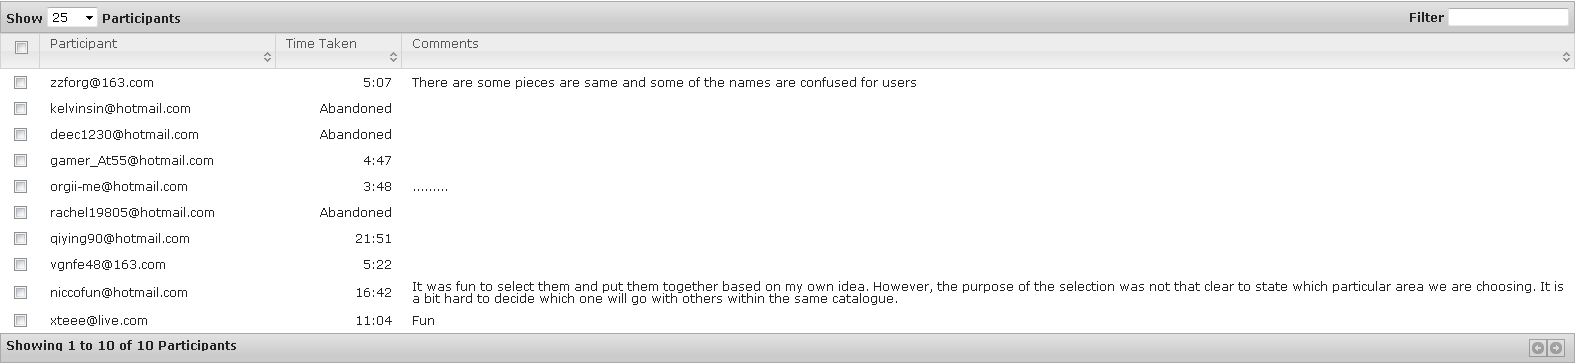 Show 25 Participants Filter
Participant Time Taken Comments
zzforg@163.com 5:07 There are some pieces are same and some of the names are confused for users
kelvinsin@hotmail.com Abandoned
deec1230@hotmail.com Abandoned
gamer_At55@hotmail.com 4:47
orgii-me@hotmail.com 3:48 .........
rachel19805@hotmail.com Abandoned
qiying90@hotmail.com 21:51
vgnfe48@163.com 5:22
niccofun@hotmail.com 16:42 It was fun to select them and put them together based on my own idea. However, the purpose of the selection was not that clear to state which particular area we are choosing. It is
a bit hard to decide which one will go with others within the same catalogue.
xteee@live.com 11:04 Fun
Showing 1 to 10 of 10 Participants